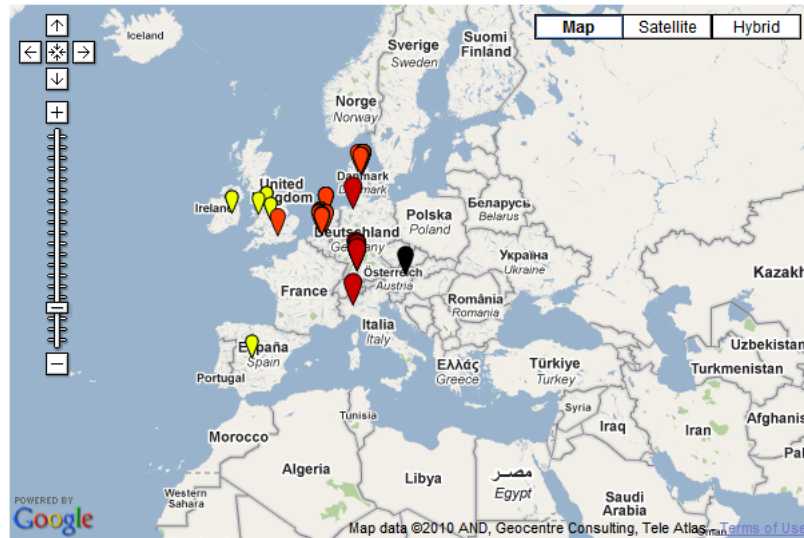 Iceland
Map
Satellite
Hybrid
Sverige
Sweden
Suomi
Finland
Norge
Norway
Danmark
United
Kingdom
Ireland
Беларусь
Belarus
Polska
Poland
Deutschland
Germany
Україна
Ukraine
Österreich
Austria
France
România
Romania
Kazakh
Italia
Italy
España
Spain
Portugal
Ελλάς
Greece
Türkiye
Turkey
Uzbekistan
Turkmenistan
Tunisia
Syria
Iraq
Iran
Afghanis
Pa
Morocco
Algeria
Libya
مصر
Egypt
Western
Sahara
Saudi
Arabia
Oman
POWERED BY
Google
Map data ©2010 AND, Geocentre Consulting, Tele Atlas - Terms of Use